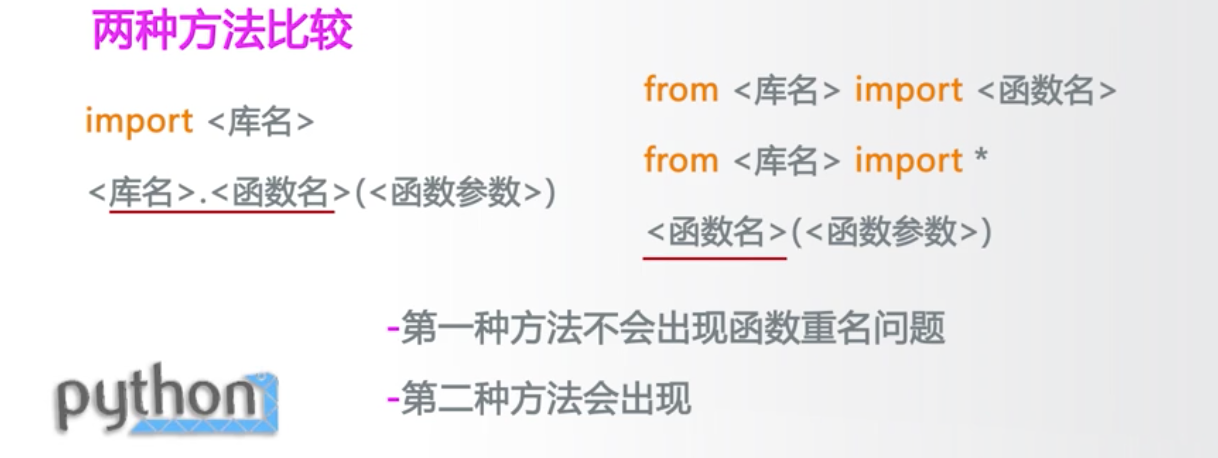 两种方法比较
import <库名>
<库名>.<函数名>(<函数参数>)
from <库名> import <函数名>
from <库名> import *
<函数名>(<函数参数>)
-第一种方法不会出现函数重名问题
-第二种方法会出现
python